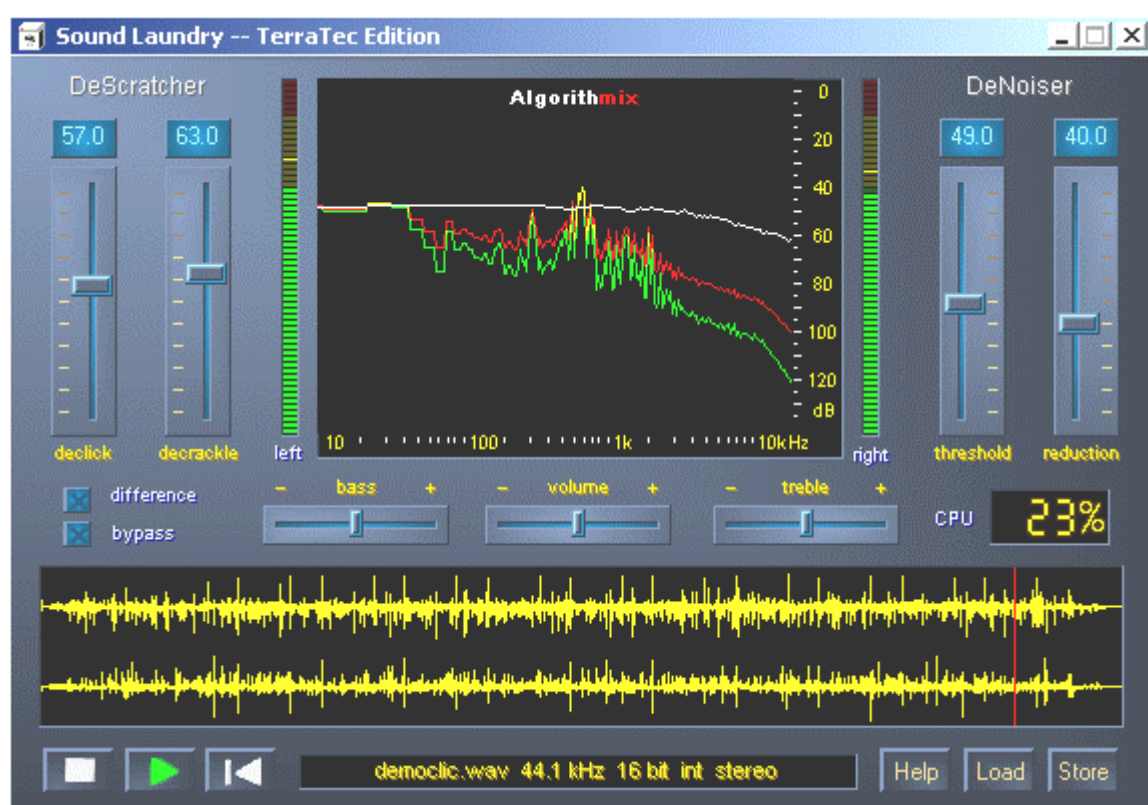 Sound Laundry -- TerraTec Edition
DeScratcher
57.0 63.0
declick decrackle
left
Algorithmix
0
20
40
60
80
100
120
dB
10 100 1k 10k Hz
right
DeNoiser
49.0 40.0
threshold reduction
difference
bypass
- bass + - volume + - treble +
CPU 23%
democlic.wav 44.1 kHz 16 bit int stereo
Help Load Store